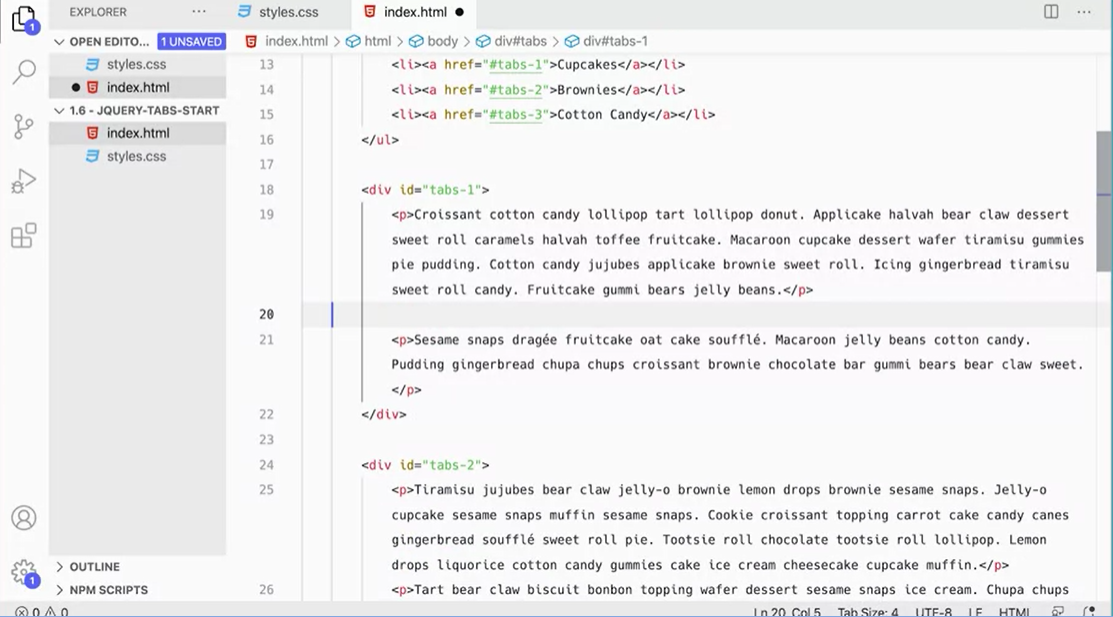 EXPLORER ··· styles.css index.html ● ···
1
OPEN EDITO... 1 UNSAVED index.html > html > body > div#tabs > div#tabs-1
styles.css
● index.html
1.6 - JQUERY-TABS-START
index.html
styles.css
13 <li><a href="#tabs-1">Cupcakes</a></li>
14 <li><a href="#tabs-2">Brownies</a></li>
15 <li><a href="#tabs-3">Cotton Candy</a></li>
16 </ul>
17
18 <div id="tabs-1">
19 <p>Croissant cotton candy lollipop tart lollipop donut. Applicake halvah bear claw dessert
sweet roll caramels halvah toffee fruitcake. Macaroon cupcake dessert wafer tiramisu gummies
pie pudding. Cotton candy jujubes applicake brownie sweet roll. Icing gingerbread tiramisu
sweet roll candy. Fruitcake gummi bears jelly beans.</p>
20
21 <p>Sesame snaps dragée fruitcake oat cake soufflé. Macaroon jelly beans cotton candy.
Pudding gingerbread chupa chups croissant brownie chocolate bar gummi bears bear claw sweet.
</p>
22 </div>
23
24 <div id="tabs-2">
25 <p>Tiramisu jujubes bear claw jelly-o brownie lemon drops brownie sesame snaps. Jelly-o
cupcake sesame snaps muffin sesame snaps. Cookie croissant topping carrot cake candy canes
gingerbread soufflé sweet roll pie. Tootsie roll chocolate tootsie roll lollipop. Lemon
drops liquorice cotton candy gummies cake ice cream cheesecake cupcake muffin.</p>
26 <p>Tart bear claw biscuit bonbon topping wafer dessert sesame snaps ice cream. Chupa chups
OUTLINE
1
NPM SCRIPTS
0 0 Ln 20, Col 5 Tab Size: 4 UTF-8 LF HTML